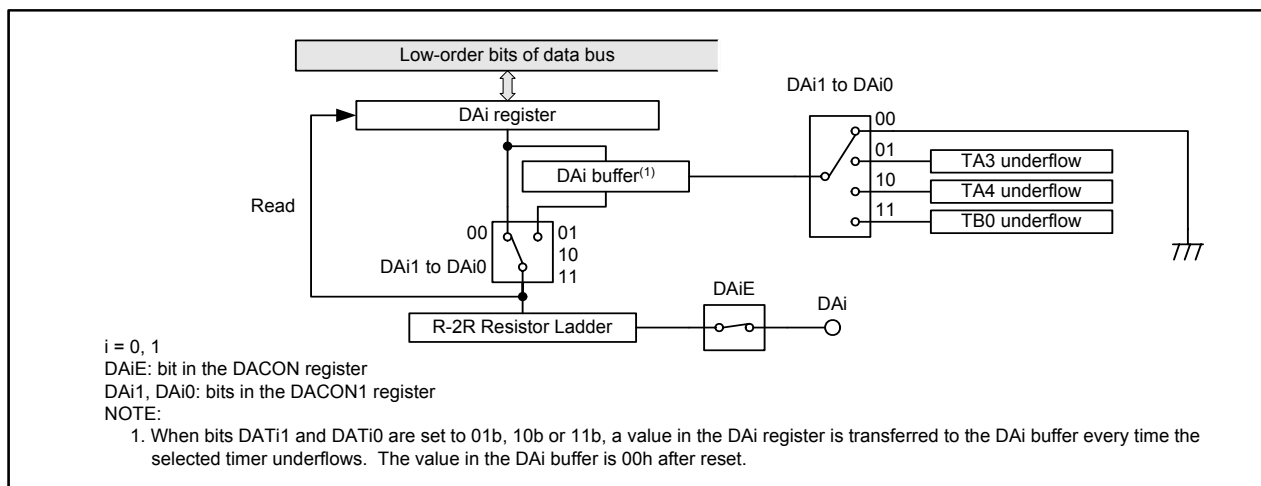 Low-order bits of data bus
DAi1 to DAi0
DAi register
00
01
TA3 underflow
DAi buffer(1)
10
TA4 underflow
Read
11
TB0 underflow
00
01
10
DAi1 to DAi0
11
DAiE
DAi
R-2R Resistor Ladder
i = 0, 1
DAiE: bit in the DACON register
DAi1, DAi0: bits in the DACON1 register
NOTE:
1. When bits DATi1 and DATi0 are set to 01b, 10b or 11b, a value in the DAi register is transferred to the DAi buffer every time the
selected timer underflows. The value in the DAi buffer is 00h after reset.